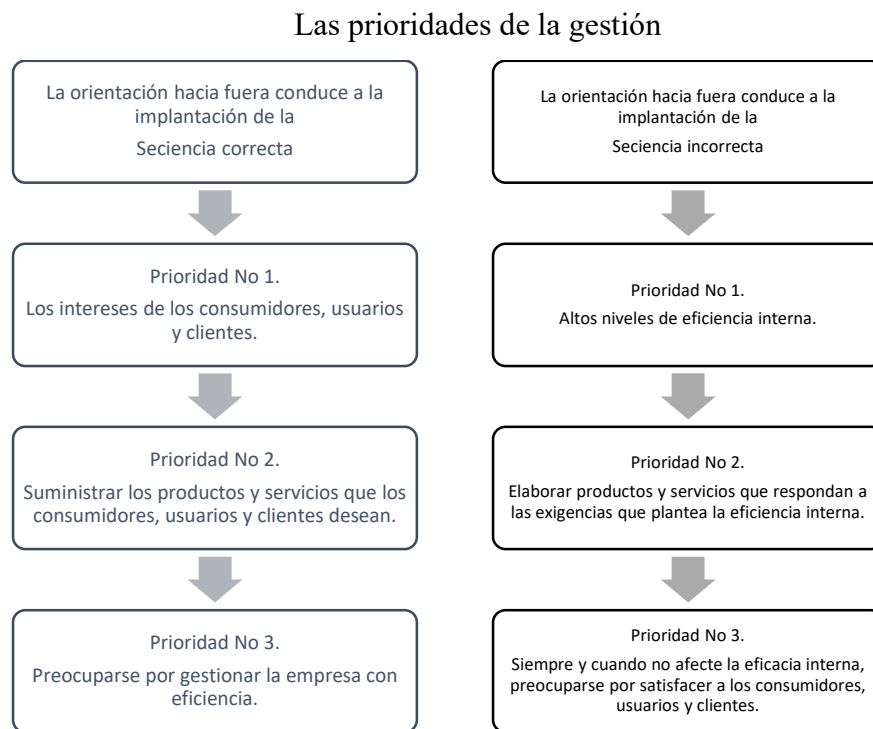 Las prioridades de la gestión
La orientación hacia fuera conduce a la
implantación de la
Seciencia correcta
Prioridad No 1.
Los intereses de los consumidores, usuarios
y clientes.
Prioridad No 2.
Suministrar los productos y servicios que los
consumidores, usuarios y clientes desean.
Prioridad No 3.
Preocuparse por gestionar la empresa con
eficiencia.
La orientación hacia fuera conduce a la
implantación de la
Seciencia incorrecta
Prioridad No 1.
Altos niveles de eficiencia interna.
Prioridad No 2.
Elaborar productos y servicios que respondan a
las exigencias que plantea la eficiencia interna.
Prioridad No 3.
Siempre y cuando no afecte la eficacia interna,
preocuparse por satisfacer a los consumidores,
usuarios y clientes.